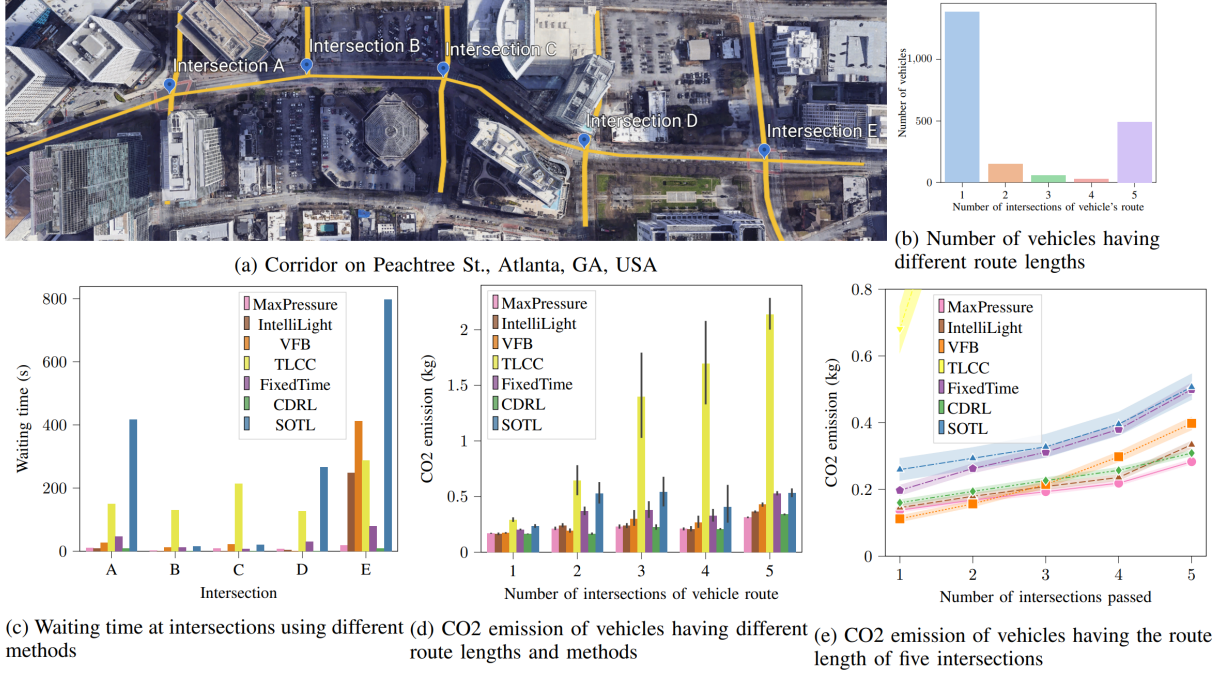 Intersection A
Intersection B
Intersection C
Intersection D
Intersection E
(a) Corridor on Peachtree St., Atlanta, GA, USA
Number of vehicles
1,000
500
0
1 2 3 4 5
Number of intersections of vehicle's route
(b) Number of vehicles having
different route lengths
Waiting time (s)
800
600
400
200
0
MaxPressure
IntelliLight
VFB
TLCC
FixedTime
CDRL
SOTL
A B C D E
Intersection
(c) Waiting time at intersections using different
methods
CO2 emission (kg)
2
1.5
1
0.5
0
MaxPressure
IntelliLight
VFB
TLCC
FixedTime
CDRL
SOTL
1 2 3 4 5
Number of intersections of vehicle route
(d) CO2 emission of vehicles having different
route lengths and methods
CO2 emission (kg)
0.8
0.6
0.4
0.2
0
MaxPressure
IntelliLight
VFB
TLCC
FixedTime
CDRL
SOTL
1 2 3 4 5
Number of intersections passed
(e) CO2 emission of vehicles having the route
length of five intersections